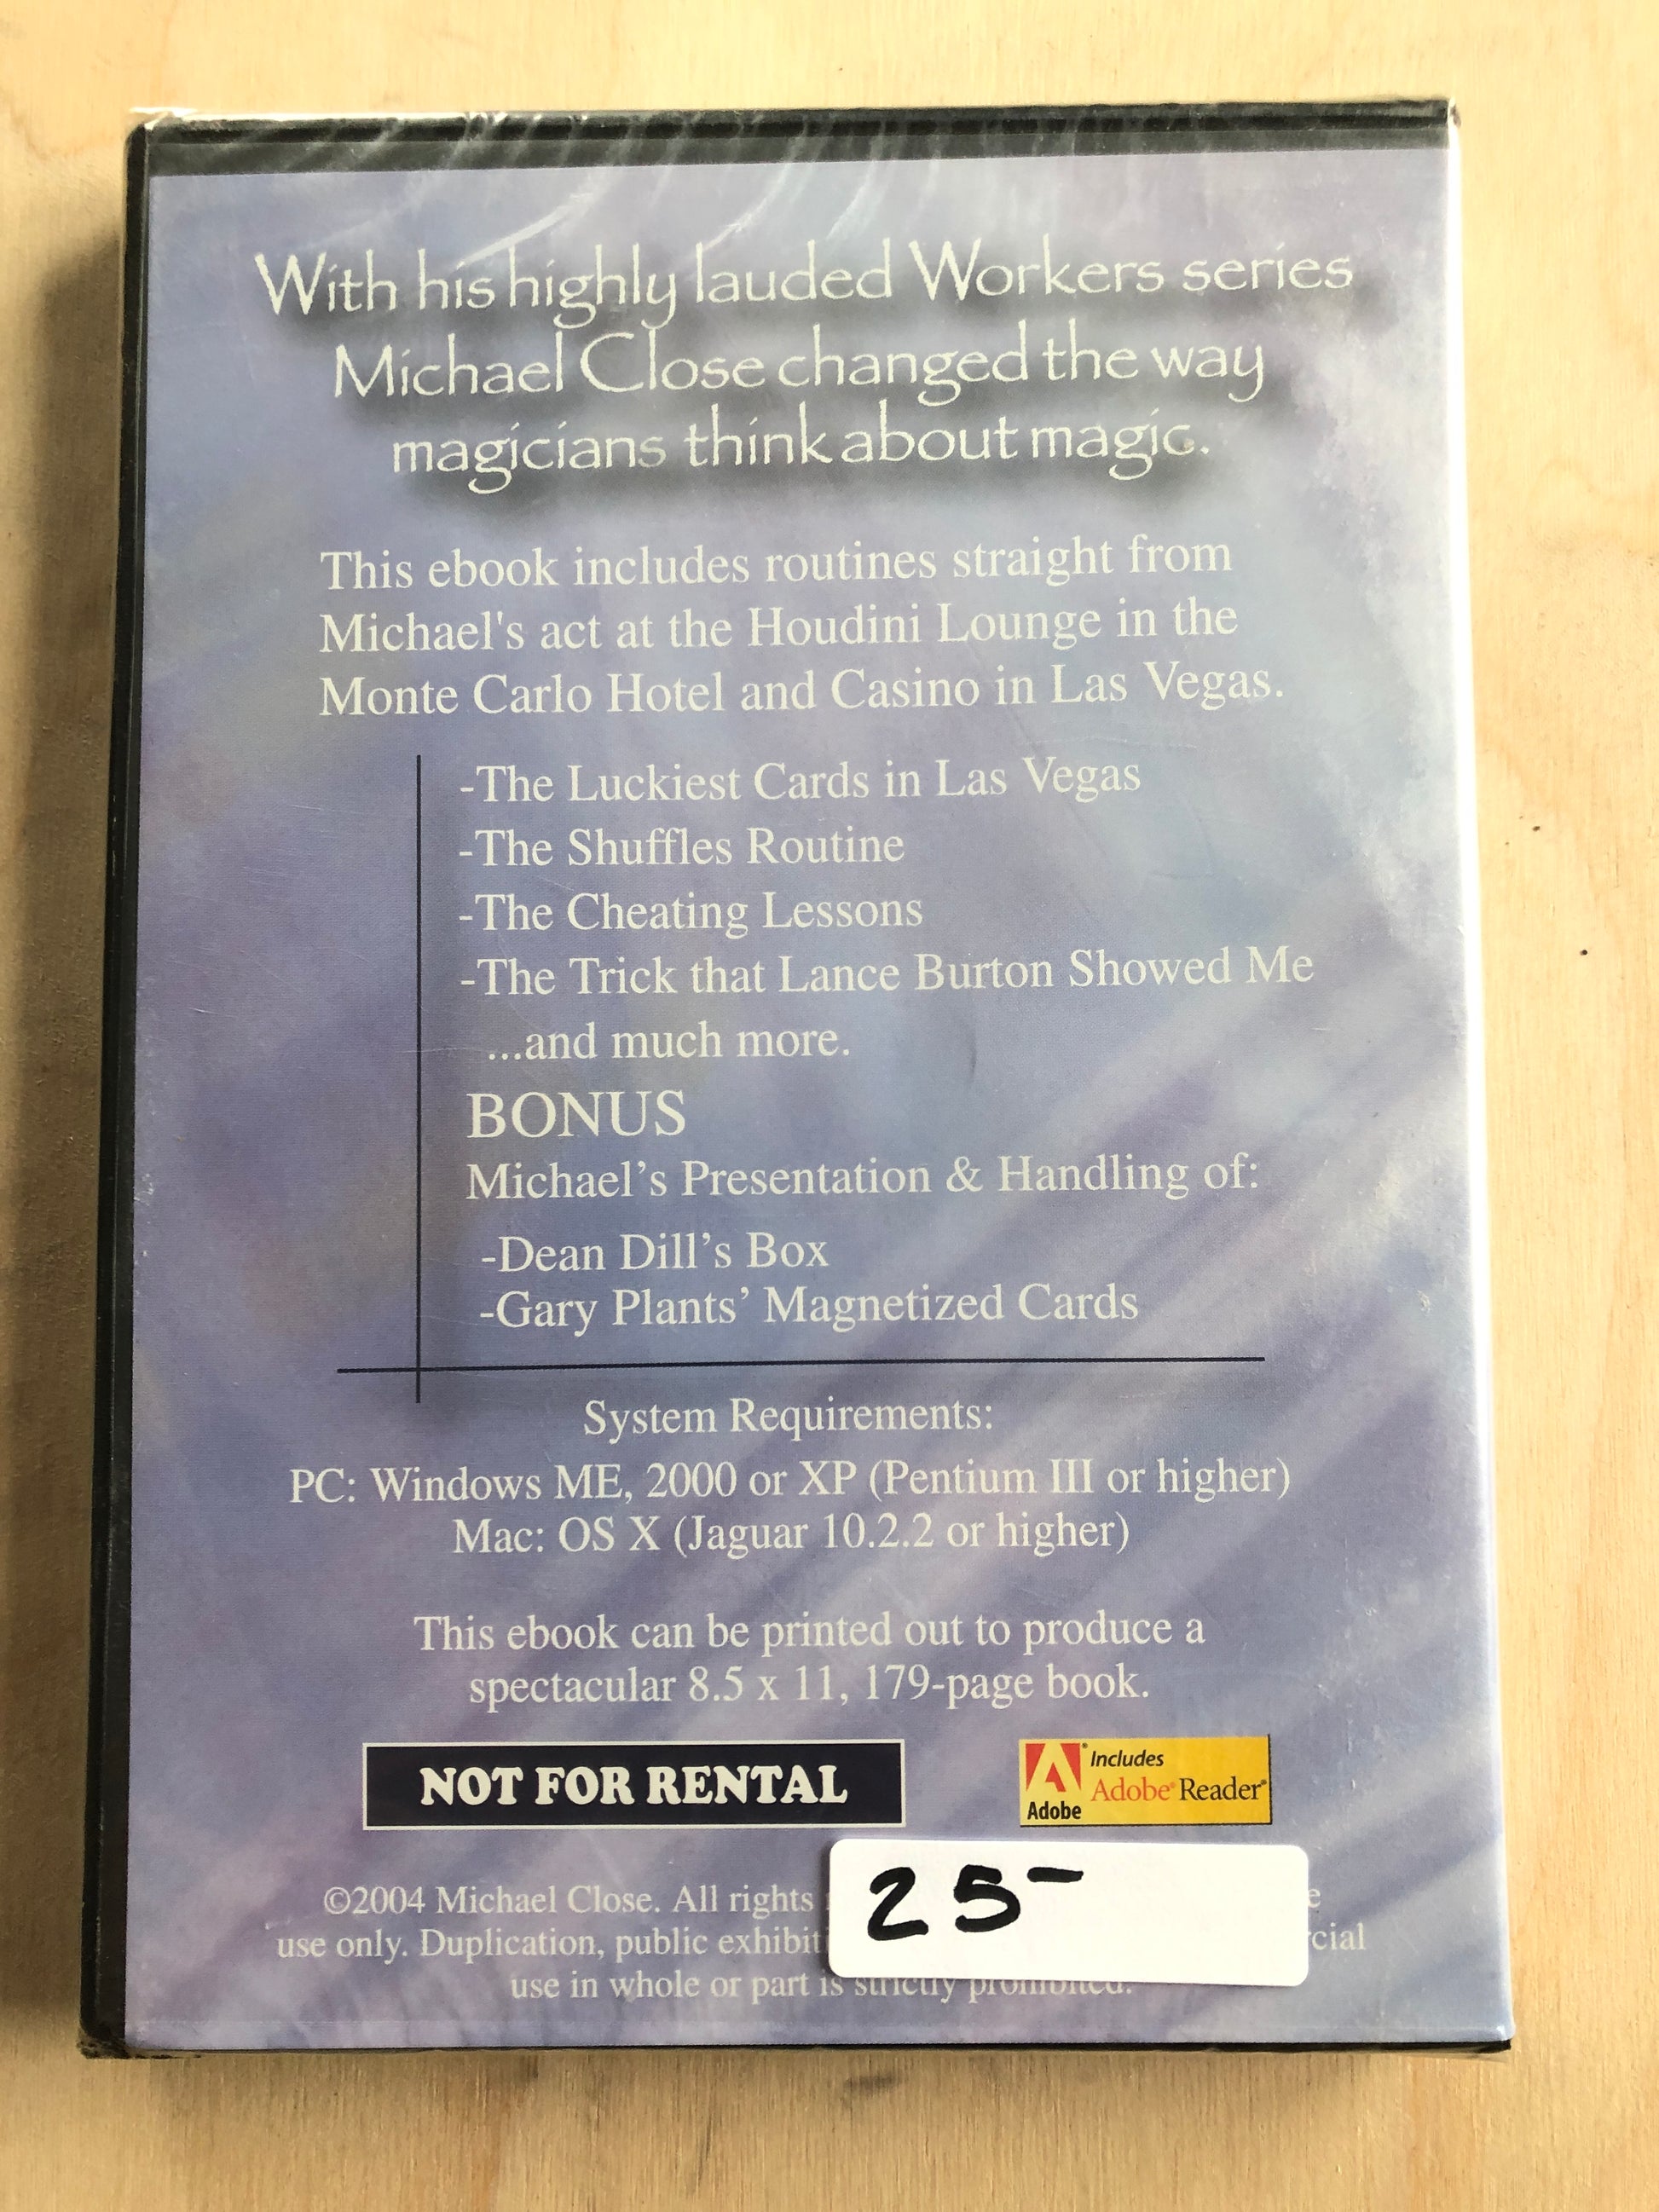 With his highly lauded Workers series
Michael Close changed the way
magicians think about magic.
This ebook includes routines straight from
Michael's act at the Houdini Lounge in the
Monte Carlo Hotel and Casino in Las Vegas.
-The Luckiest Cards in Las Vegas
-The Shuffles Routine
-The Cheating Lessons
-The Trick that Lance Burton Showed Me
...and much more.
BONUS
Michael’s Presentation & Handling of:
-Dean Dill’s Box
-Gary Plants’ Magnetized Cards
System Requirements:
PC: Windows ME, 2000 or XP (Pentium III or higher)
Mac: OS X (Jaguar 10.2.2 or higher)
This ebook can be printed out to produce a
spectacular 8.5 x 11, 179-page book.
NOT FOR RENTAL
Includes
Adobe® Reader®
Adobe
25-
©2004 Michael Close. All rights
use only. Duplication, public
use in whole or part is strictly prohibited.